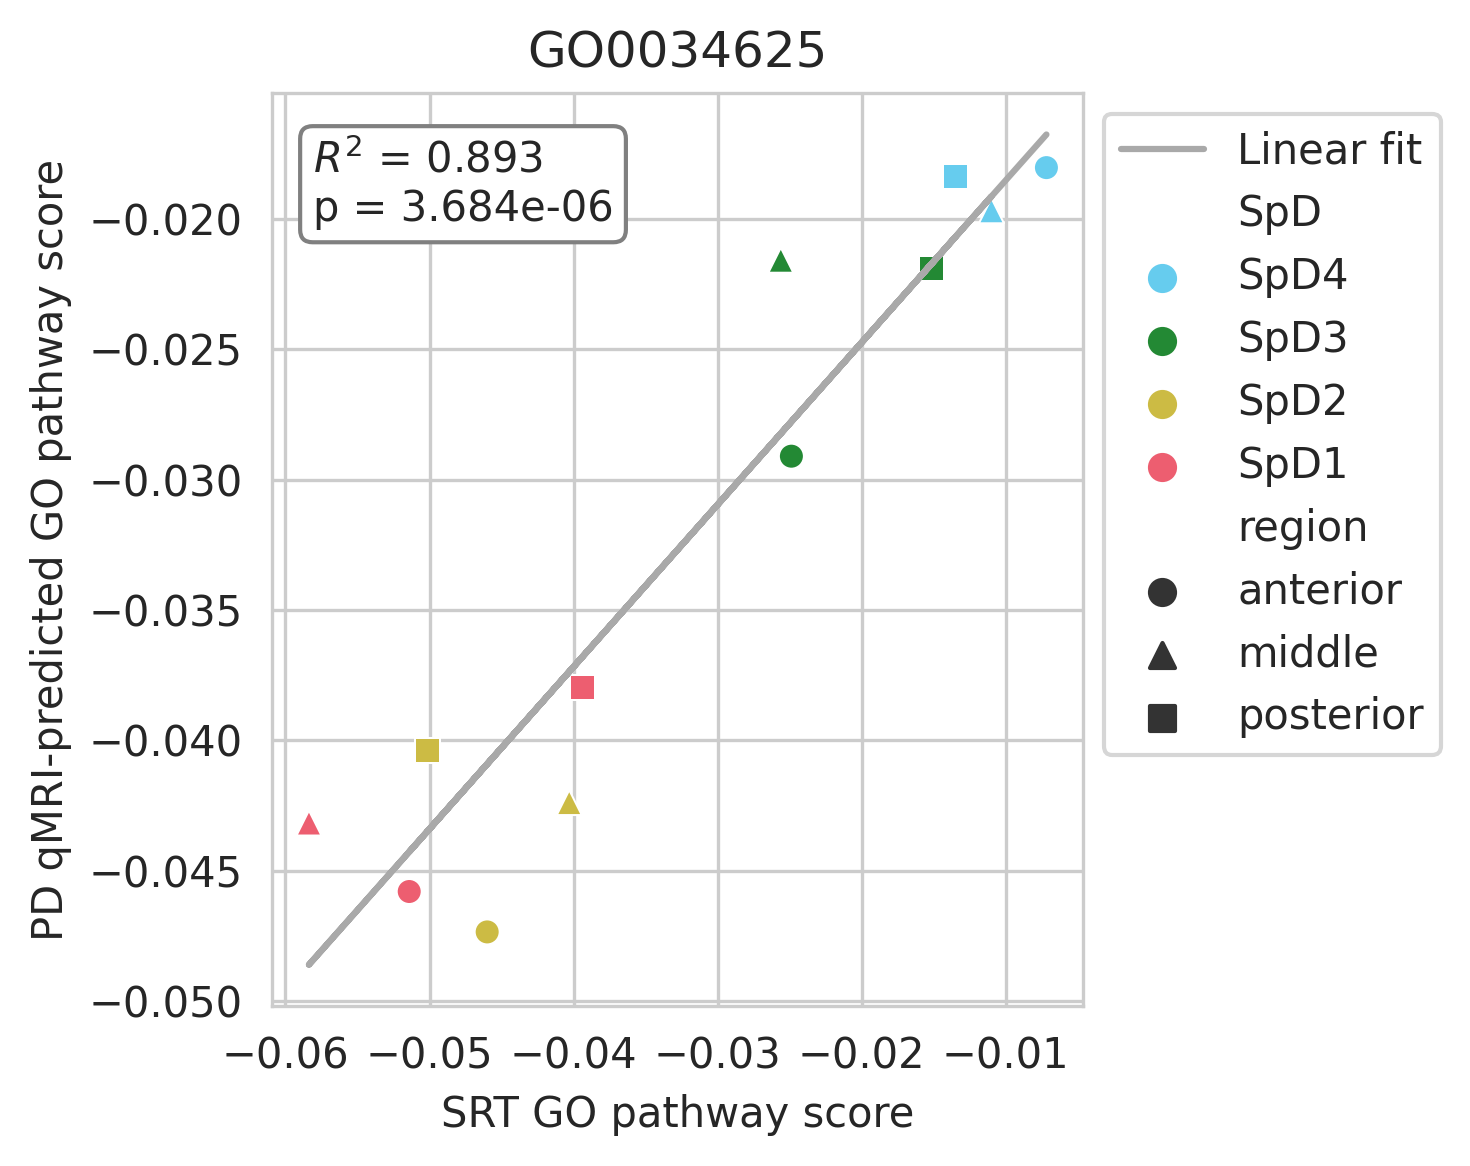 GO0034625
R² = 0.893
p = 3.684e-06
PD qMRI-predicted GO pathway score
−0.020
−0.025
−0.030
−0.035
−0.040
−0.045
−0.050
−0.06 −0.05 −0.04 −0.03 −0.02 −0.01
SRT GO pathway score
Linear fit
SpD
SpD4
SpD3
SpD2
SpD1
region
anterior
middle
posterior